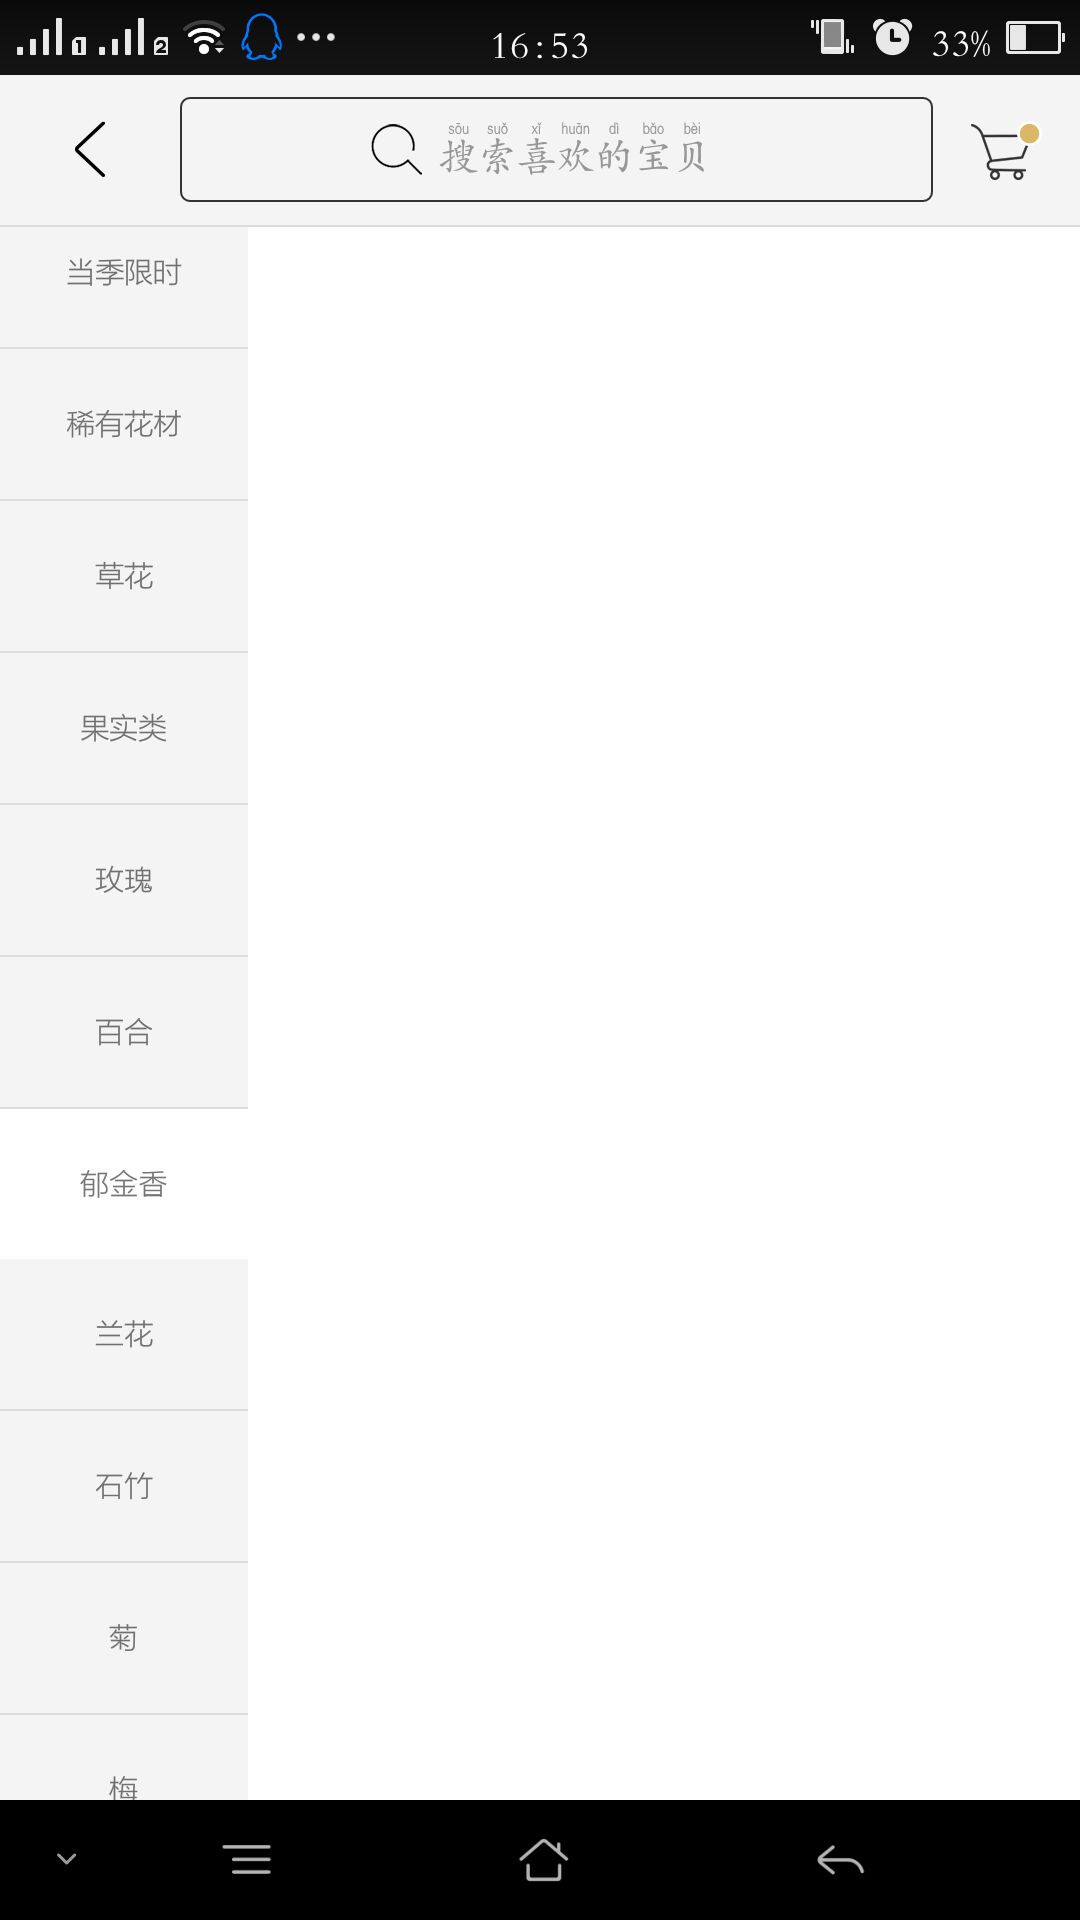 1 2 16:53 33%
sōu suǒ xǐ huān dì bǎo bèi
搜索喜欢的宝贝
当季限时
稀有花材
草花
果实类
玫瑰
百合
郁金香
兰花
石竹
菊
梅